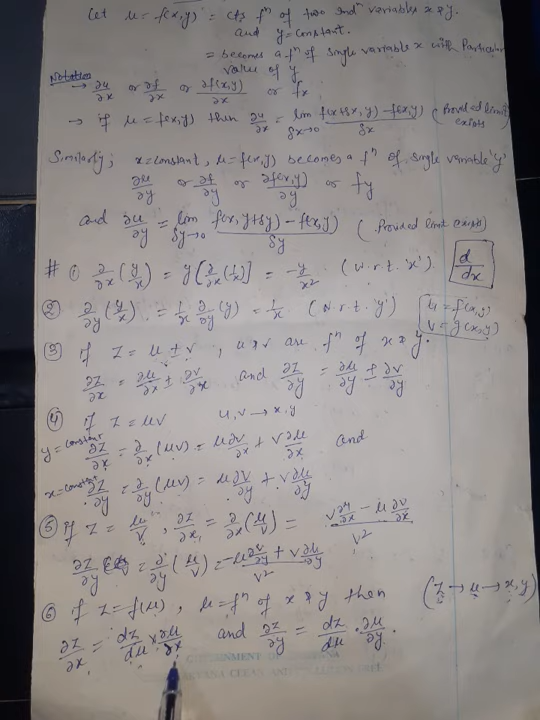 Let u = f(x,y) = be fⁿ of two indⁿ variables x & y.
and y = constant.
= becomes a fⁿ of single variable x with Particular
value of y
Notation
→ ∂u/∂x or ∂f/∂x or ∂f(x,y)/∂x or fx
→ if u = f(x,y) then ∂u/∂x = lim δx→0 f(x+δx, y) - f(x,y) / δx (Provided limit exists)
Similarly; x = constant, u = f(x,y) becomes a fⁿ of single variable 'y'
∂u/∂y or ∂f/∂y or ∂f(x,y)/∂y or fy
and ∂u/∂y = lim δy→0 f(x, y+δy) - f(x,y) / δy (Provided limit exists)
# ① ∂/∂x (y/x) = y[∂/∂x (1/x)] = -y/x² (w.r.t. 'x') d/dx
② ∂/∂y (y/x) = 1/x ∂/∂y (y) = 1/x (w.r.t. 'y') u = f(x,y)
v = g(x,y)
③ if z = u ± v, u & v are fⁿ of x & y.
∂z/∂x = ∂u/∂x ± ∂v/∂x and ∂z/∂y = ∂u/∂y ± ∂v/∂y
④ if z = uv u,v → x,y
y = constant ∂z/∂x = ∂/∂x (uv) = u ∂v/∂x + v ∂u/∂x and
x = constant ∂z/∂y = ∂/∂y (uv) = u ∂v/∂y + v ∂u/∂y
⑤ if z = u/v, ∂z/∂x = ∂/∂x (u/v) = v ∂u/∂x - u ∂v/∂x / v²
∂z/∂y = ∂/∂y (u/v) = -u ∂v/∂y + v ∂u/∂y / v²
⑥ if z = f(u), u = fⁿ of x & y then (z → u → x, y)
∂z/∂x = dz/du × ∂u/∂x and ∂z/∂y = dz/du · ∂u/∂y.
GOVERNMENT OF